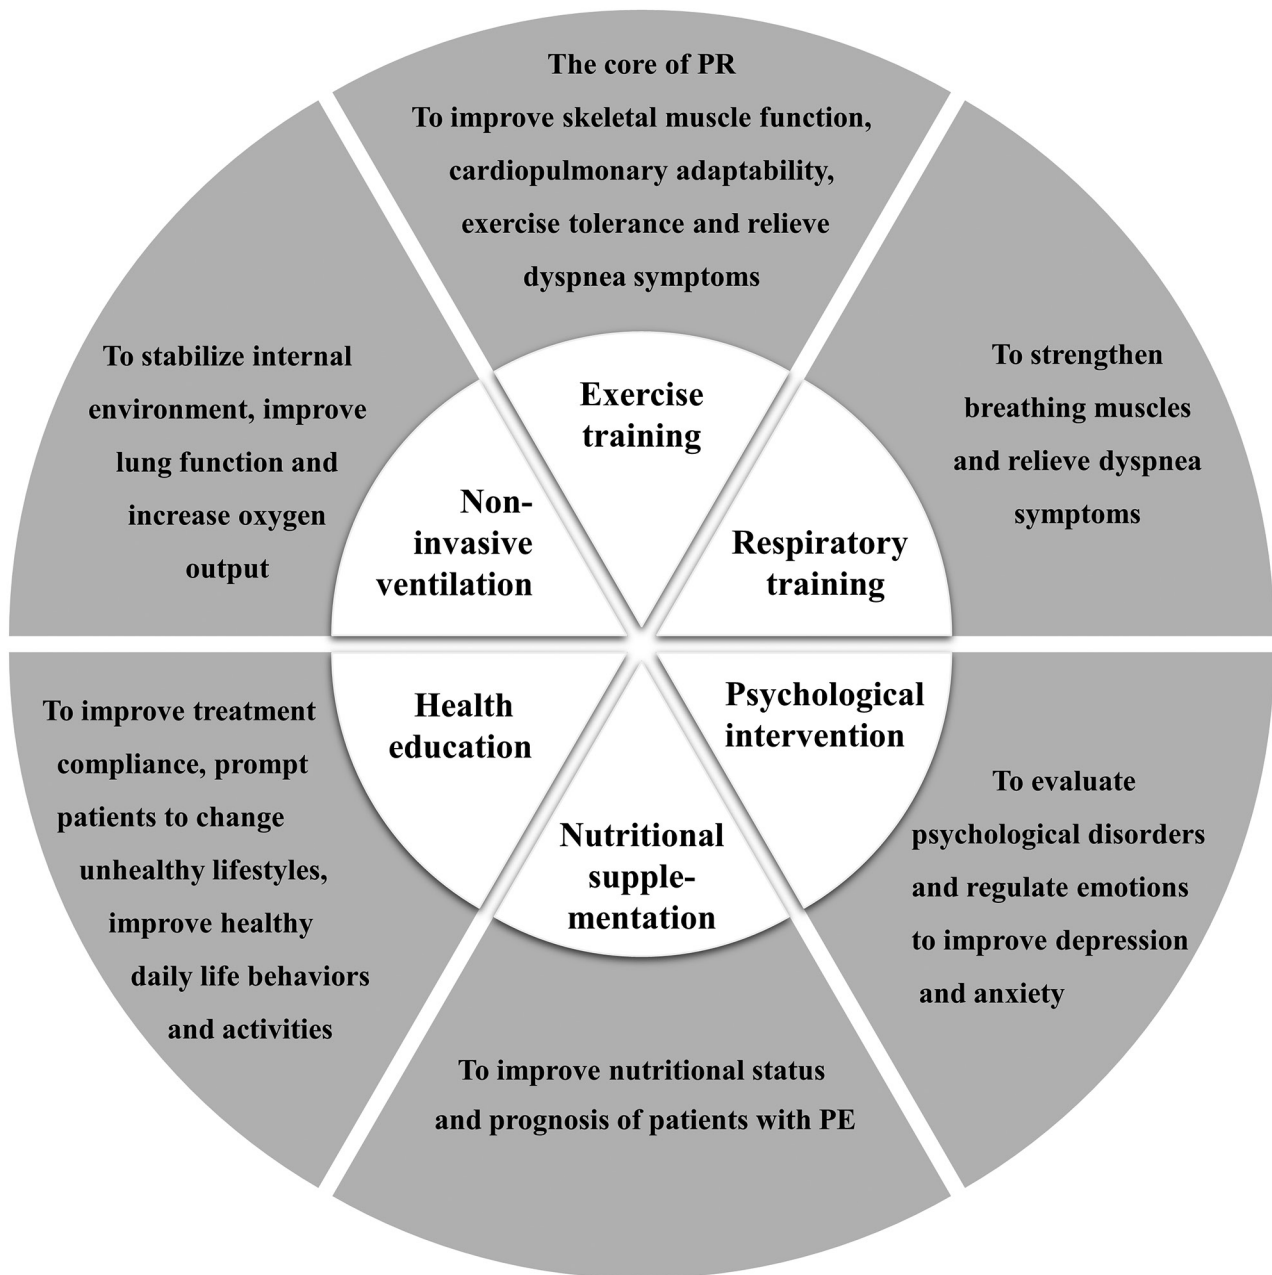 The core of PR
To improve skeletal muscle function,
cardiopulmonary adaptability,
exercise tolerance and relieve
dyspnea symptoms
Exercise
training
To strengthen
breathing muscles
and relieve dyspnea
symptoms
Respiratory
training
To evaluate
psychological disorders
and regulate emotions
to improve depression
and anxiety
Psychological
intervention
To improve nutritional status
and prognosis of patients with PE
Nutritional
supple-
mentation
To improve treatment
compliance, prompt
patients to change
unhealthy lifestyles,
improve healthy
daily life behaviors
and activities
Health
education
To stabilize internal
environment, improve
lung function and
increase oxygen
output
Non-
invasive
ventilation